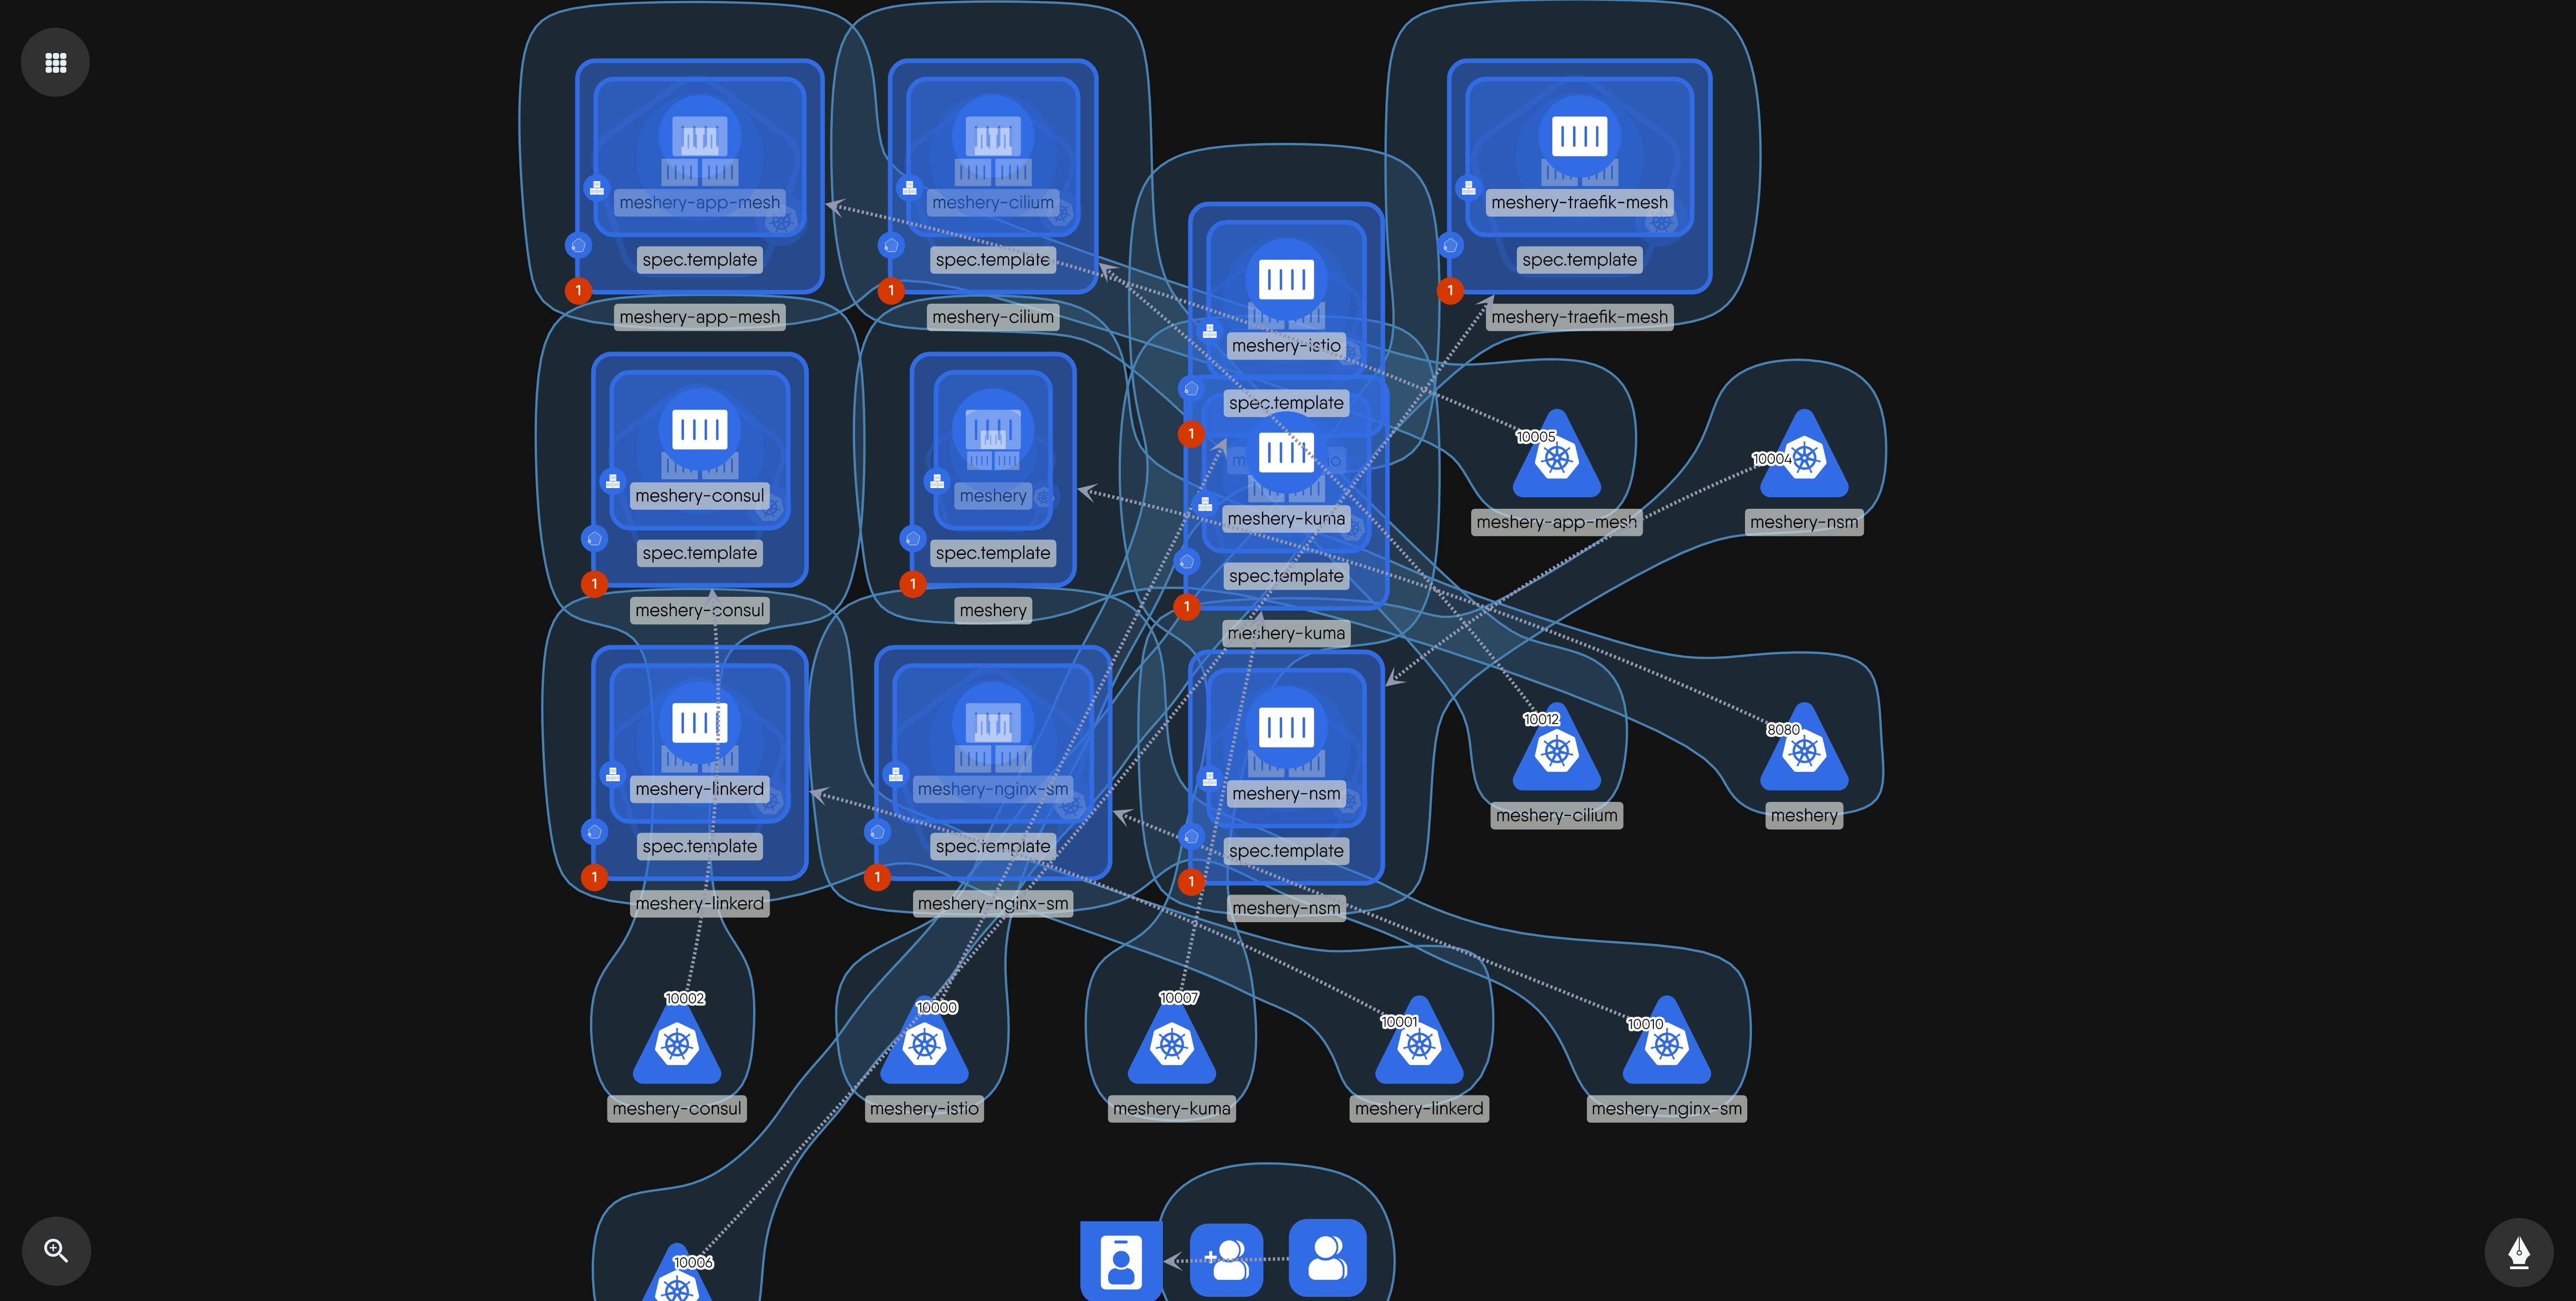 meshery-app-mesh
spec.template
1
meshery-app-mesh
meshery-cilium
spec.template
1
meshery-cilium
meshery-traefik-mesh
spec.template
1
meshery-traefik-mesh
meshery-istio
spec.template
1
meshery-consul
spec.template
1
meshery-consul
meshery
spec.template
1
meshery
meshery-kuma
spec.template
1
meshery-kuma
10005
meshery-app-mesh
10004
meshery-nsm
meshery-linkerd
spec.template
1
meshery-linkerd
meshery-nginx-sm
spec.template
1
meshery-nginx-sm
meshery-nsm
spec.template
1
meshery-nsm
10012
meshery-cilium
8080
meshery
10002
meshery-consul
10000
meshery-istio
10007
meshery-kuma
10001
meshery-linkerd
10010
meshery-nginx-sm
10006